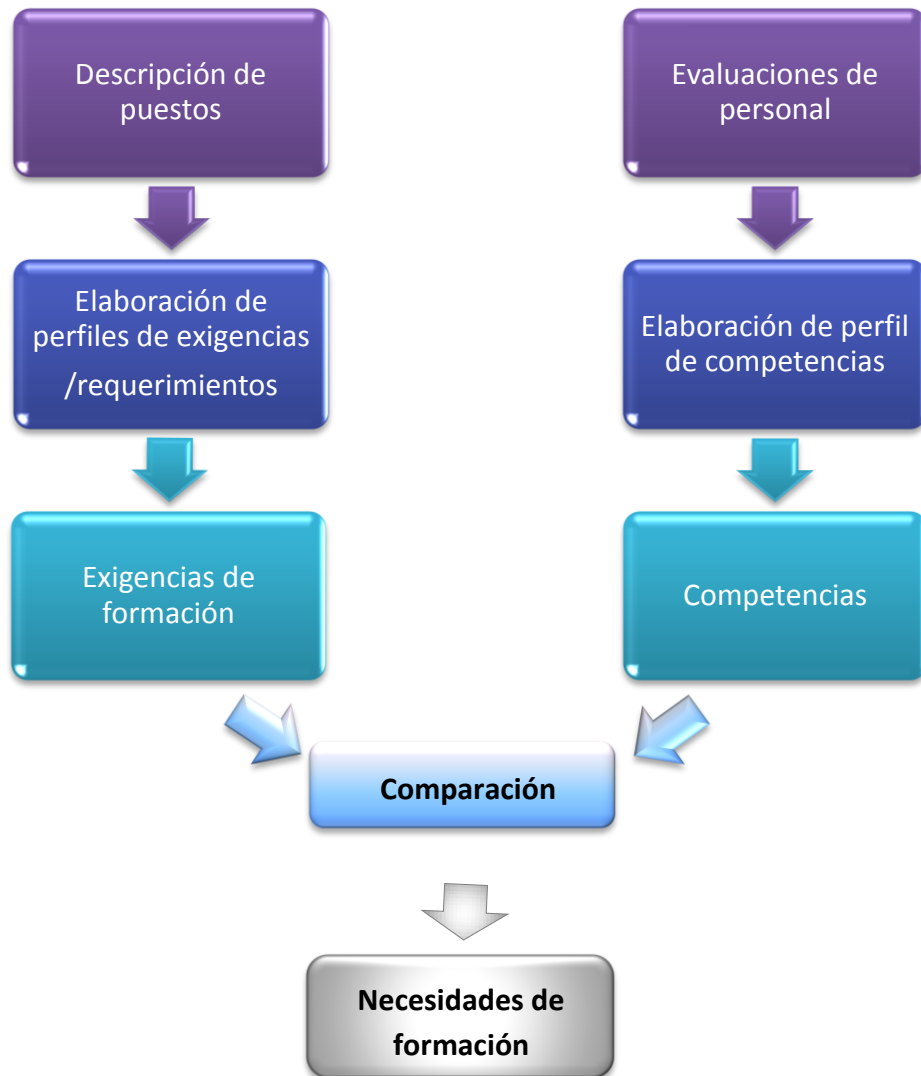 Descripción de
puestos
Evaluaciones de
personal
Elaboración de
perfiles de exigencias
/requerimientos
Elaboración de perfil
de competencias
Exigencias de
formación
Competencias
Comparación
Necesidades de
formación